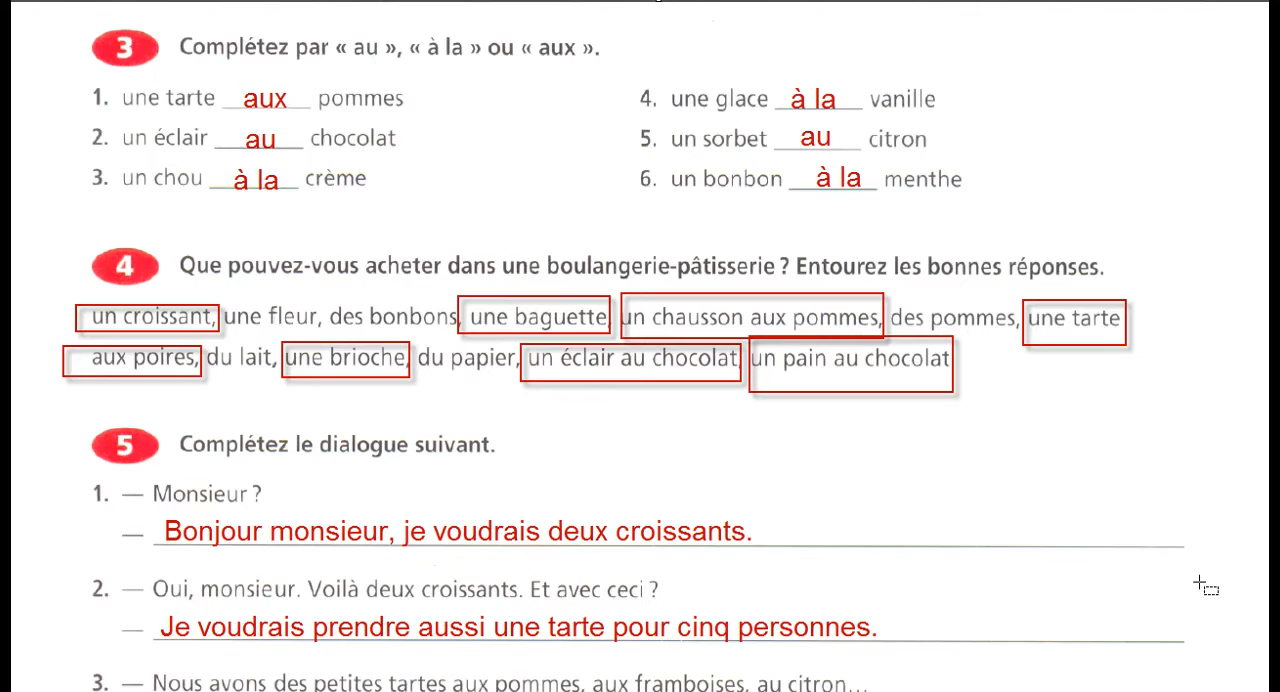 3 Complétez par « au », « à la » ou « aux ».
1. une tarte aux pommes
2. un éclair au chocolat
3. un chou à la crème
4. une glace à la vanille
5. un sorbet au citron
6. un bonbon à la menthe
4 Que pouvez-vous acheter dans une boulangerie-pâtisserie ? Entourez les bonnes réponses.
un croissant, une fleur, des bonbons, une baguette, un chausson aux pommes, des pommes, une tarte
aux poires, du lait, une brioche, du papier, un éclair au chocolat, un pain au chocolat
5 Complétez le dialogue suivant.
1. — Monsieur ?
— Bonjour monsieur, je voudrais deux croissants.
2. — Oui, monsieur. Voilà deux croissants. Et avec ceci ?
— Je voudrais prendre aussi une tarte pour cinq personnes.
3. — Nous avons des petites tartes aux pommes, aux framboises, au citron...